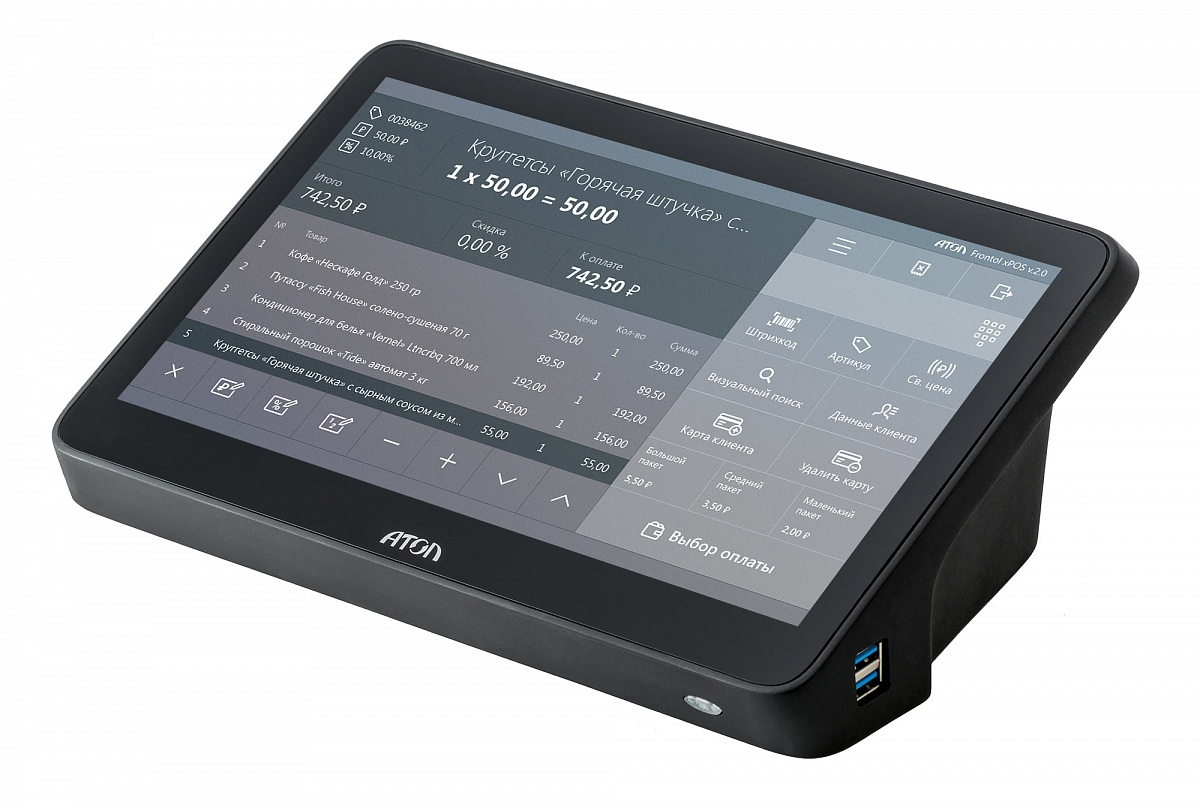 0038462
₽ 50,00 ₽
% 10,00%
Круггетсы «Горячая штучка» С...
1 x 50,00 = 50,00
Итого
742,50 ₽
Скидка
0,00 %
К оплате
742,50 ₽
№ Товар Цена Кол-во Сумма
1 Кофе «Нескафе Голд» 250 гр 250,00 1 250,00
2 Путассу «Fish House» солено-сушеная 70 г 89,50 1 89,50
3 Кондиционер для белья «Vernel» Ltncrbq 700 мл 192,00 1 192,00
4 Стиральный порошок «Tide» автомат 3 кг 156,00 1 156,00
5 Круггетсы «Горячая штучка» с сырным соусом из м... 55,00 1 55,00
АТОЛ Frontol xPOS v.2.0
Штрихкод
Артикул
Св. цена
Визуальный поиск
Данные клиента
Карта клиента
Удалить карту
Большой пакет
5,50 ₽
Средний пакет
3,50 ₽
Маленький пакет
2,00 ₽
Выбор оплаты
АТОЛ